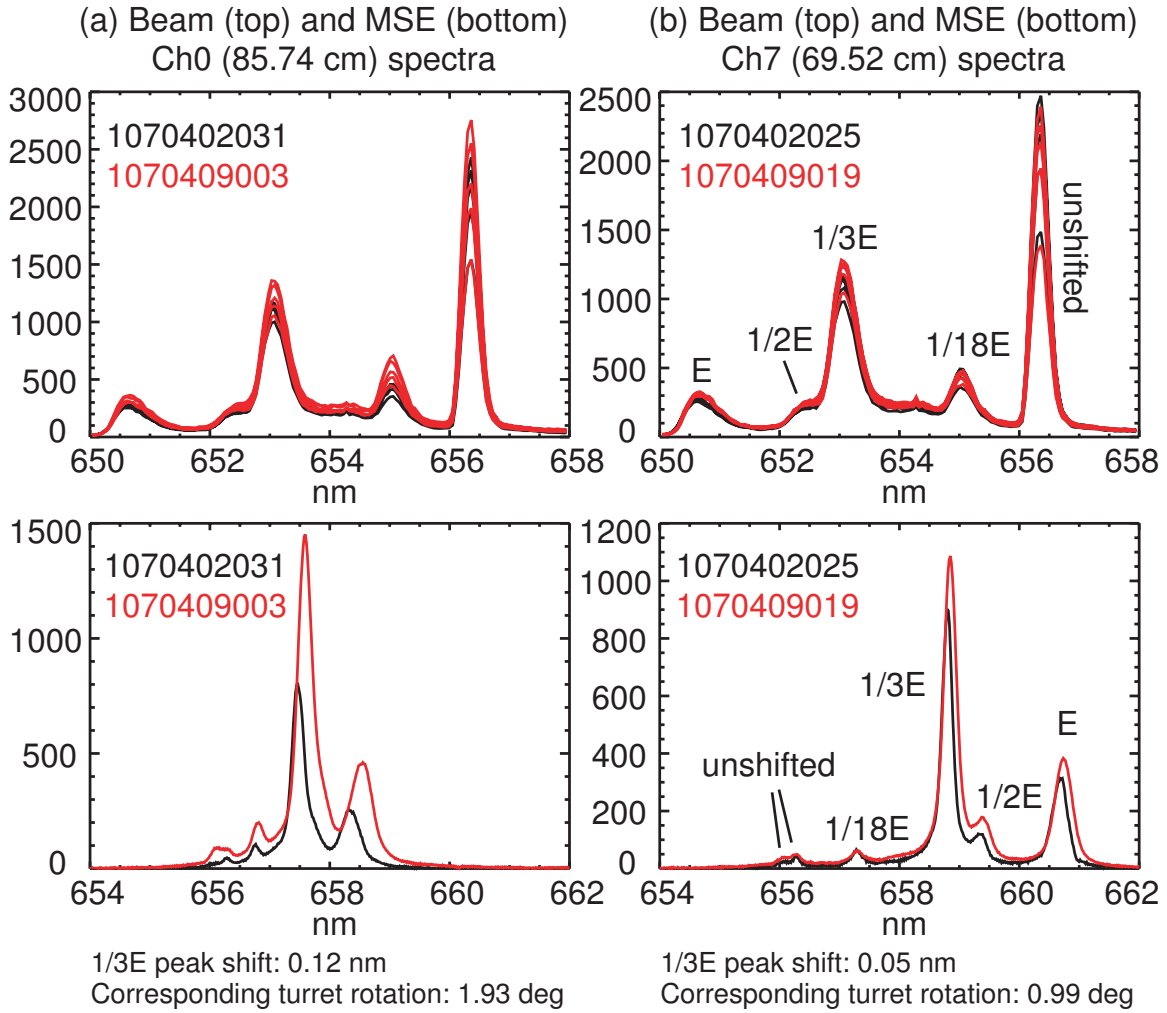 (a) Beam (top) and MSE (bottom)
Ch0 (85.74 cm) spectra
3000
2500
2000
1500
1000
500
0
1070402031
1070409003
650 652 654 656 658
nm
(b) Beam (top) and MSE (bottom)
Ch7 (69.52 cm) spectra
2500
2000
1500
1000
500
0
1070402025
1070409019
E
1/2E
1/3E
1/18E
unshifted
650 652 654 656 658
nm
1500
1000
500
0
1070402031
1070409003
654 656 658 660 662
nm
1/3E peak shift: 0.12 nm
Corresponding turret rotation: 1.93 deg
1200
1000
800
600
400
200
0
1070402025
1070409019
1/3E
E
unshifted
1/2E
1/18E
654 656 658 660 662
nm
1/3E peak shift: 0.05 nm
Corresponding turret rotation: 0.99 deg